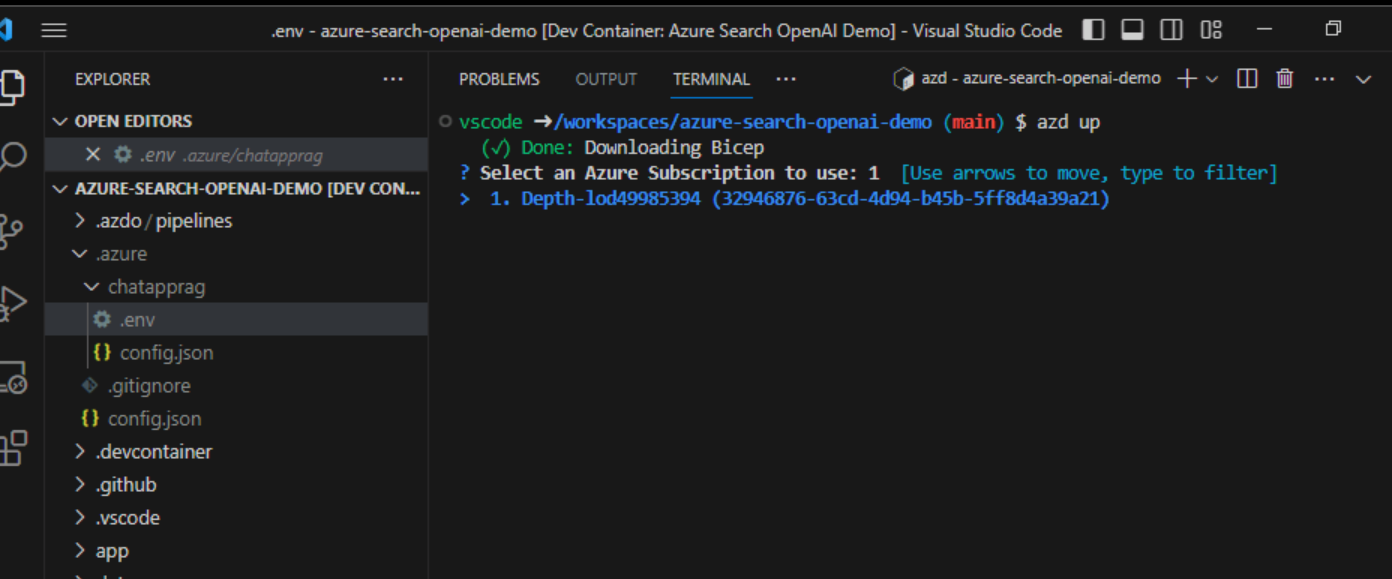 .env - azure-search-openai-demo [Dev Container: Azure Search OpenAI Demo] - Visual Studio Code
EXPLORER
OPEN EDITORS
.env .azure/chatapprag
AZURE-SEARCH-OPENAI-DEMO [DEV CON...
.azdo/pipelines
.azure
chatapprag
.env
{} config.json
.gitignore
{} config.json
.devcontainer
.github
.vscode
app
PROBLEMS OUTPUT TERMINAL ··· azd - azure-search-openai-demo
vscode →/workspaces/azure-search-openai-demo (main) $ azd up
(✓) Done: Downloading Bicep
? Select an Azure Subscription to use: 1 [Use arrows to move, type to filter]
> 1. Depth-lod49985394 (32946876-63cd-4d94-b45b-5ff8d4a39a21)